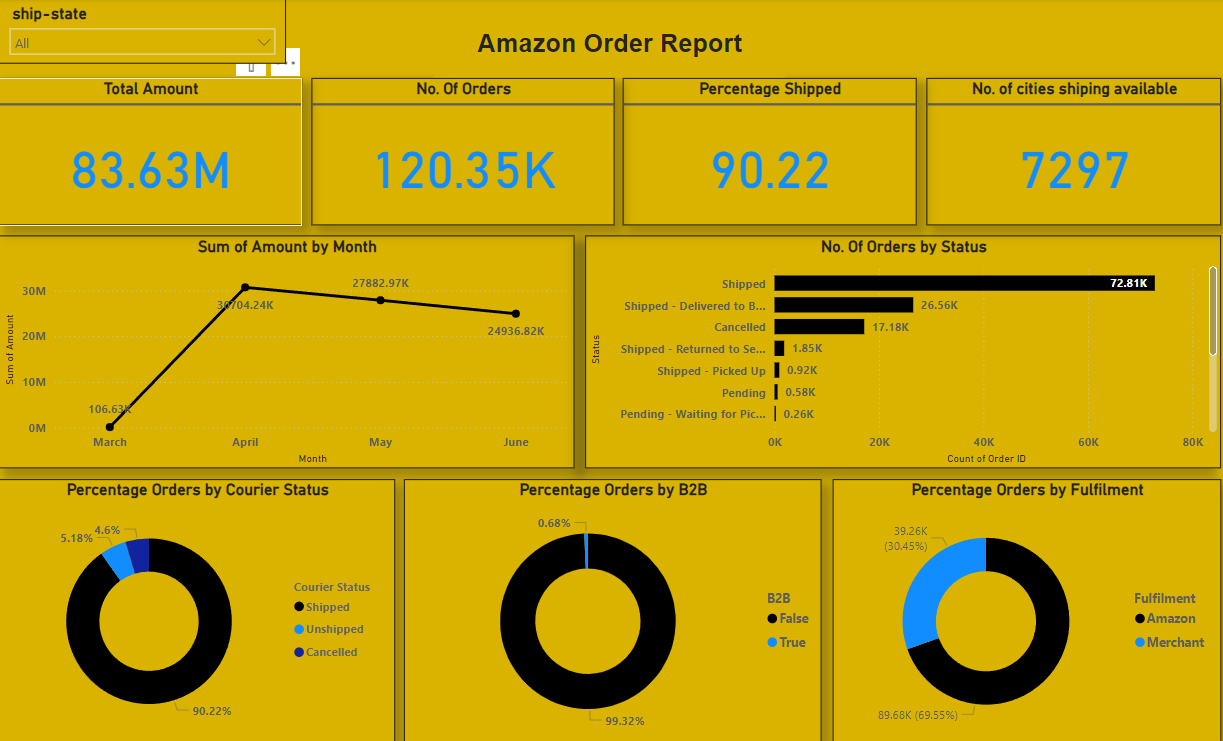 ship-state
All
Amazon Order Report
Total Amount
83.63M
No. Of Orders
120.35K
Percentage Shipped
90.22
No. of cities shiping available
7297
Sum of Amount by Month
Sum of Amount
30M
20M
10M
0M
106.63K
30704.24K
27882.97K
24936.82K
March April May June
Month
No. Of Orders by Status
Status
Shipped 72.81K
Shipped - Delivered to B... 26.56K
Cancelled 17.18K
Shipped - Returned to Se... 1.85K
Shipped - Picked Up 0.92K
Pending 0.58K
Pending - Waiting for Pic... 0.26K
0K 20K 40K 60K 80K
Count of Order ID
Percentage Orders by Courier Status
4.6%
5.18%
90.22%
Courier Status
Shipped
Unshipped
Cancelled
Percentage Orders by B2B
0.68%
99.32%
B2B
False
True
Percentage Orders by Fulfilment
39.26K
(30.45%)
89.68K (69.55%)
Fulfilment
Amazon
Merchant